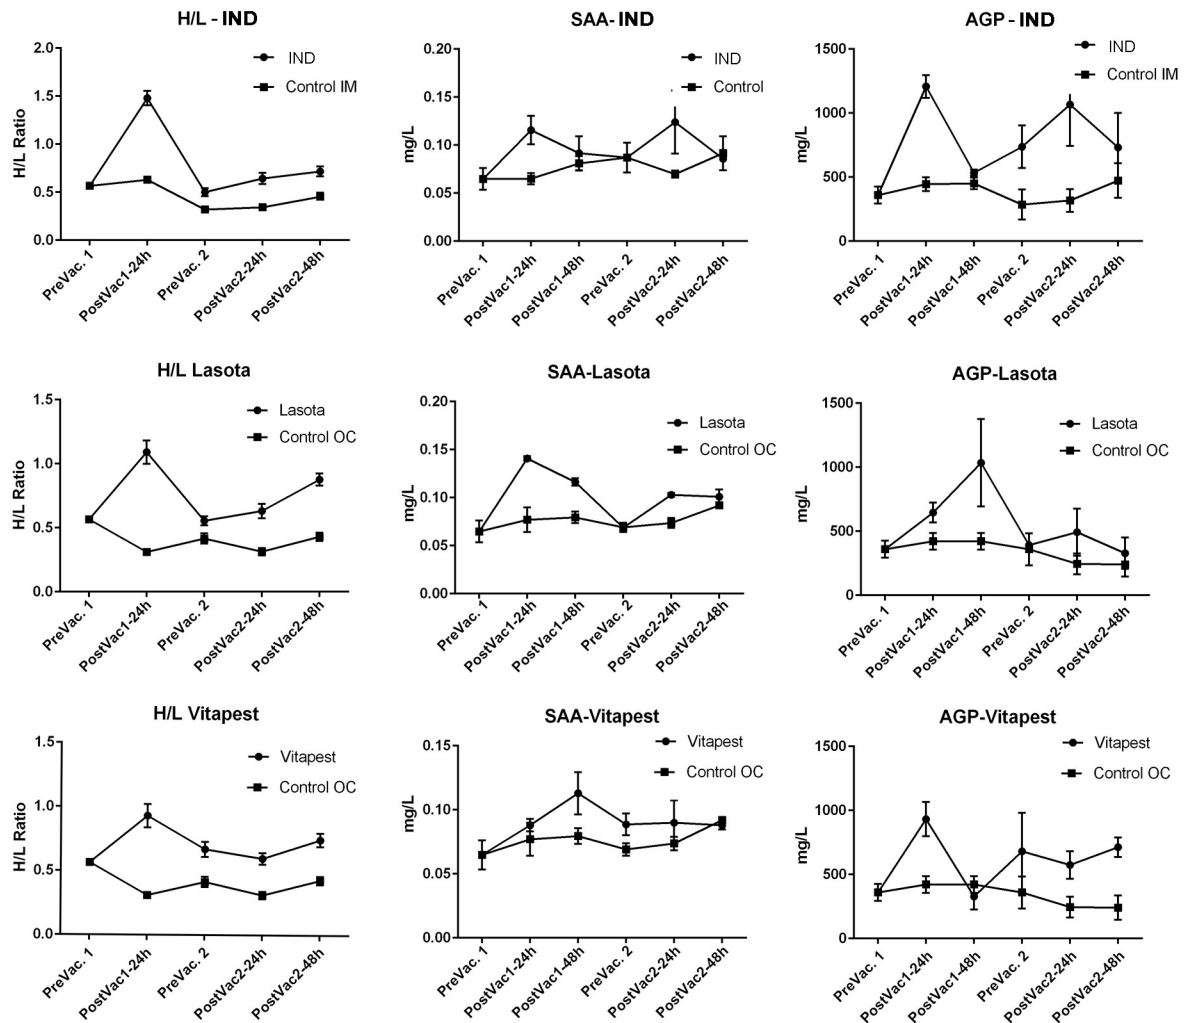 H/L - IND
2.0
1.5
1.0
0.5
0.0
H/L Ratio
IND
Control IM
PreVac. 1
PostVac1-24h
PreVac. 2
PostVac2-24h
PostVac2-48h
SAA- IND
0.20
0.15
0.10
0.05
0.00
mg/L
IND
Control
PreVac. 1
PostVac1-24h
PostVac1-48h
PreVac. 2
PostVac2-24h
PostVac2-48h
AGP - IND
1500
1000
500
0
mg/L
IND
Control IM
PreVac. 1
PostVac1-24h
PostVac1-48h
PreVac. 2
PostVac2-24h
PostVac2-48h
H/L Lasota
1.5
1.0
0.5
0.0
H/L Ratio
Lasota
Control OC
PreVac. 1
PostVac1-24h
PreVac. 2
PostVac2-24h
PostVac2-48h
SAA-Lasota
0.20
0.15
0.10
0.05
0.00
mg/L
Lasota
Control OC
PreVac. 1
PostVac1-24h
PostVac1-48h
PreVac. 2
PostVac2-24h
PostVac2-48h
AGP-Lasota
1500
1000
500
0
mg/L
Lasota
Control OC
PreVac. 1
PostVac1-24h
PostVac1-48h
PreVac. 2
PostVac2-24h
PostVac2-48h
H/L Vitapest
1.5
1.0
0.5
0.0
H/L Ratio
Vitapest
Control OC
PreVac. 1
PostVac1-24h
PreVac. 2
PostVac2-24h
PostVac2-48h
SAA-Vitapest
0.15
0.10
0.05
0.00
mg/L
Vitapest
Control OC
PreVac. 1
PostVac1-24h
PostVac1-48h
PreVac. 2
PostVac2-24h
PostVac2-48h
AGP-Vitapest
1500
1000
500
0
mg/L
Vitapest
Control OC
PreVac. 1
PostVac1-24h
PostVac1-48h
PreVac. 2
PostVac2-24h
PostVac2-48h